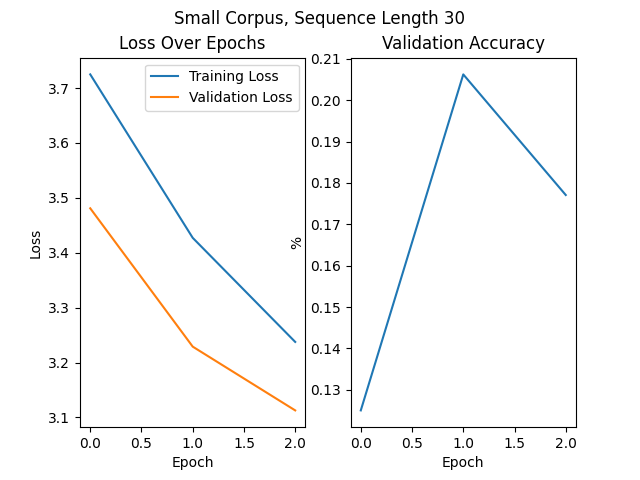 Small Corpus, Sequence Length 30
Loss Over Epochs
Training Loss
Validation Loss
Loss
3.7
3.6
3.5
3.4
3.3
3.2
3.1
0.0 0.5 1.0 1.5 2.0
Epoch
Validation Accuracy
%
0.21
0.20
0.19
0.18
0.17
0.16
0.15
0.14
0.13
0.0 0.5 1.0 1.5 2.0
Epoch